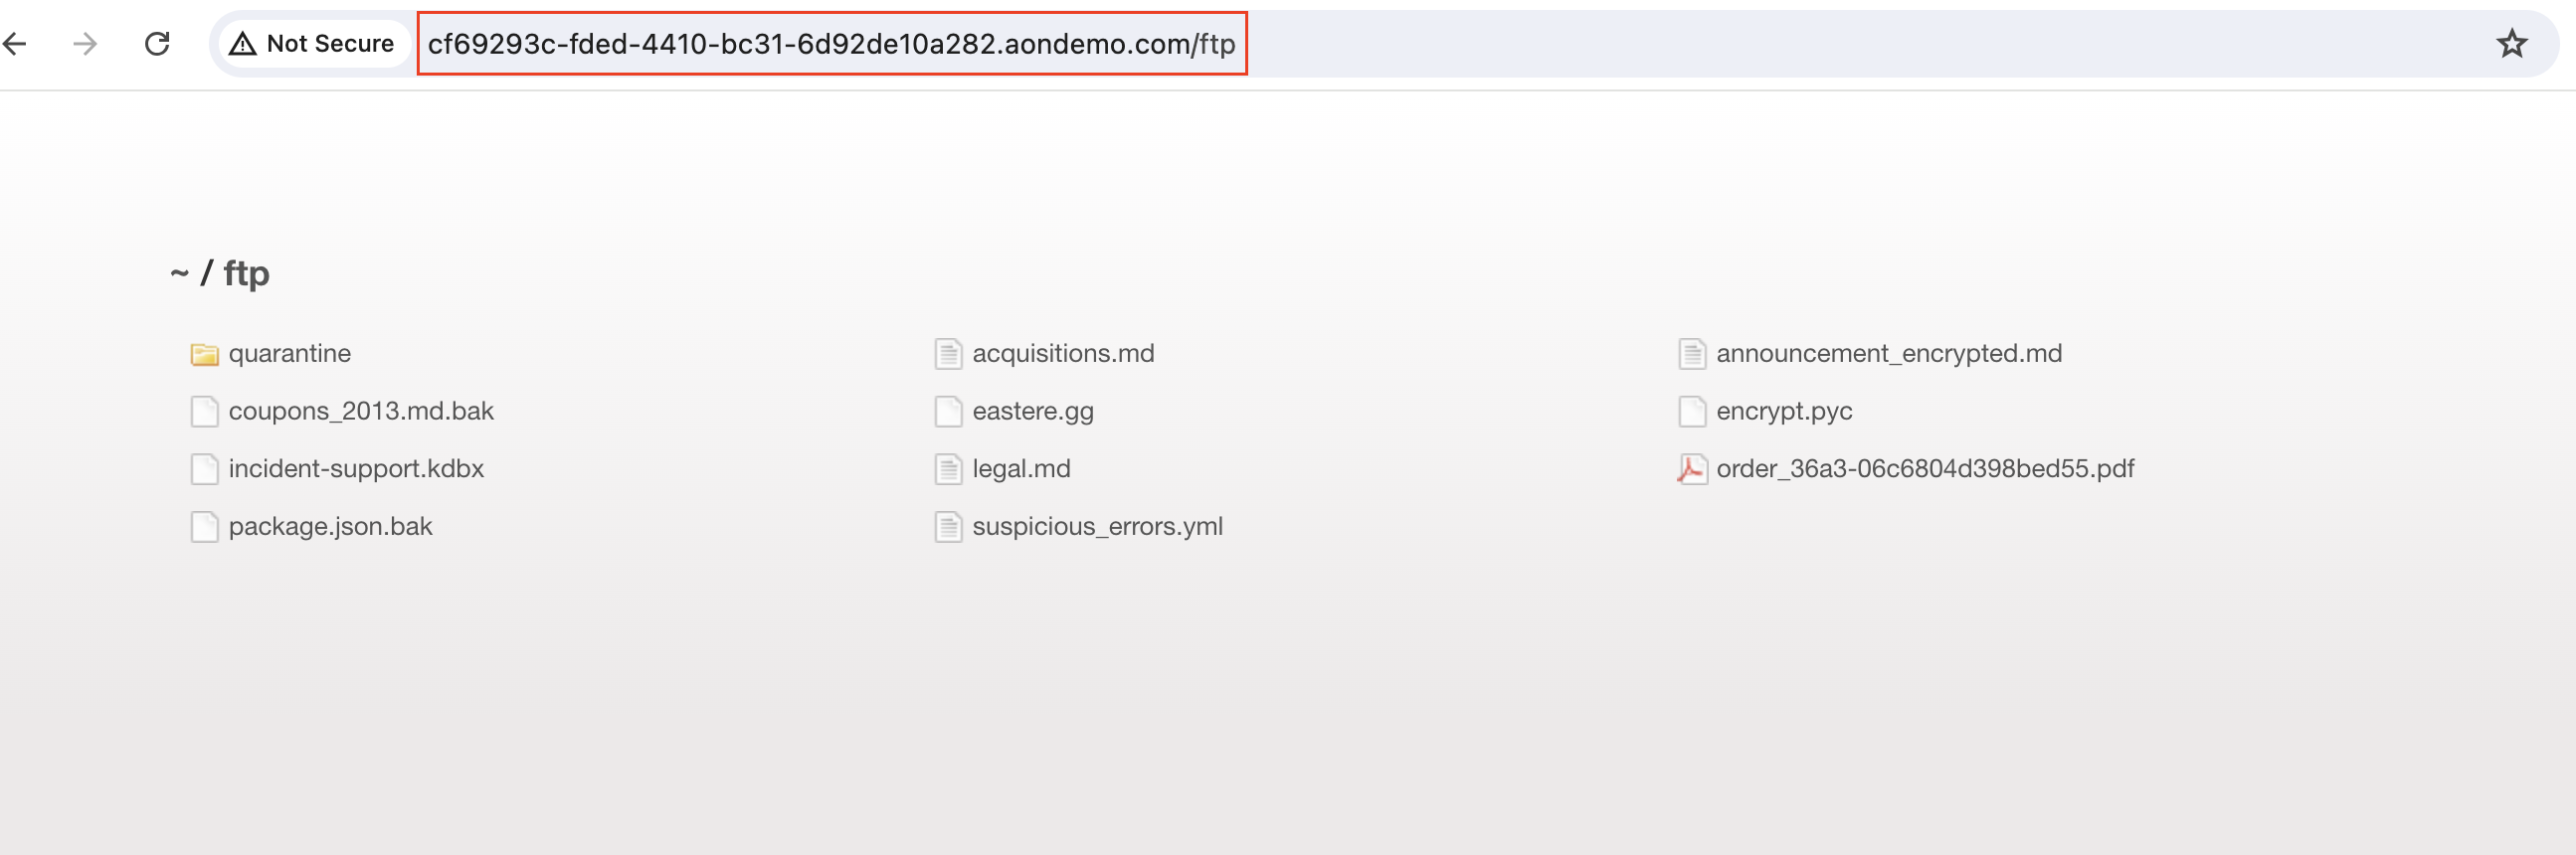 Not Secure cf69293c-fded-4410-bc31-6d92de10a282.aondemo.com/ftp
~ / ftp
quarantine acquisitions.md announcement_encrypted.md
coupons_2013.md.bak eastere.gg encrypt.pyc
incident-support.kdbx legal.md order_36a3-06c6804d398bed55.pdf
package.json.bak suspicious_errors.yml